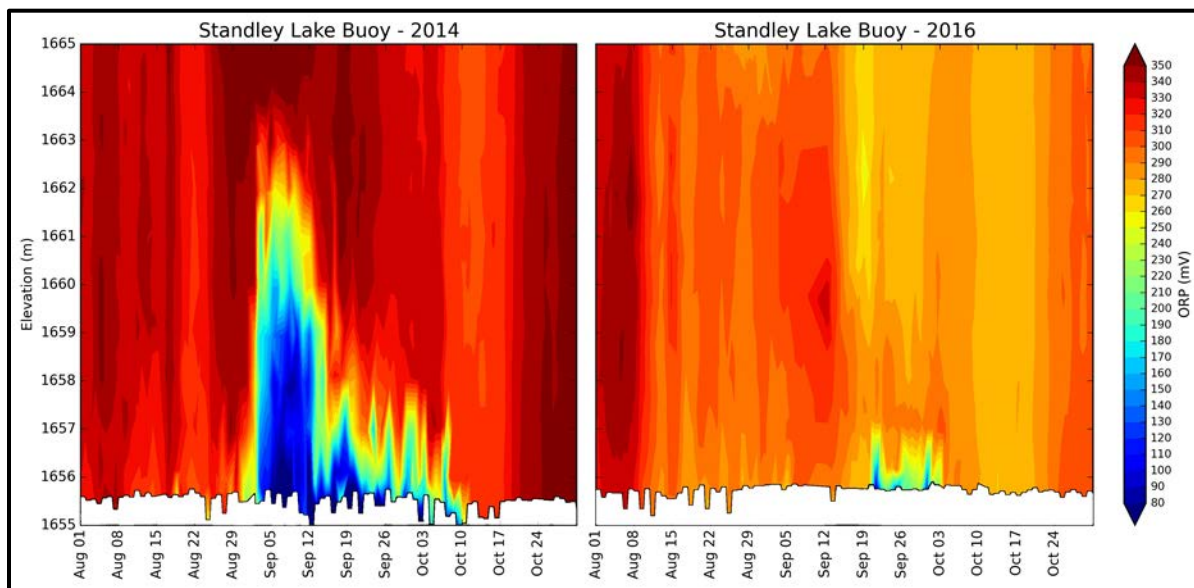 Standley Lake Buoy - 2014
Standley Lake Buoy - 2016
1665
1664
1663
1662
1661
1660
1659
1658
1657
1656
1655
Elevation (m)
Aug 01
Aug 08
Aug 15
Aug 22
Aug 29
Sep 05
Sep 12
Sep 19
Sep 26
Oct 03
Oct 10
Oct 17
Oct 24
Aug 01
Aug 08
Aug 15
Aug 22
Aug 29
Sep 05
Sep 12
Sep 19
Sep 26
Oct 03
Oct 10
Oct 17
Oct 24
350
340
330
320
310
300
290
280
270
260
250
240
230
220
210
200
190
180
170
160
150
140
130
120
110
100
90
80
ORP (mV)